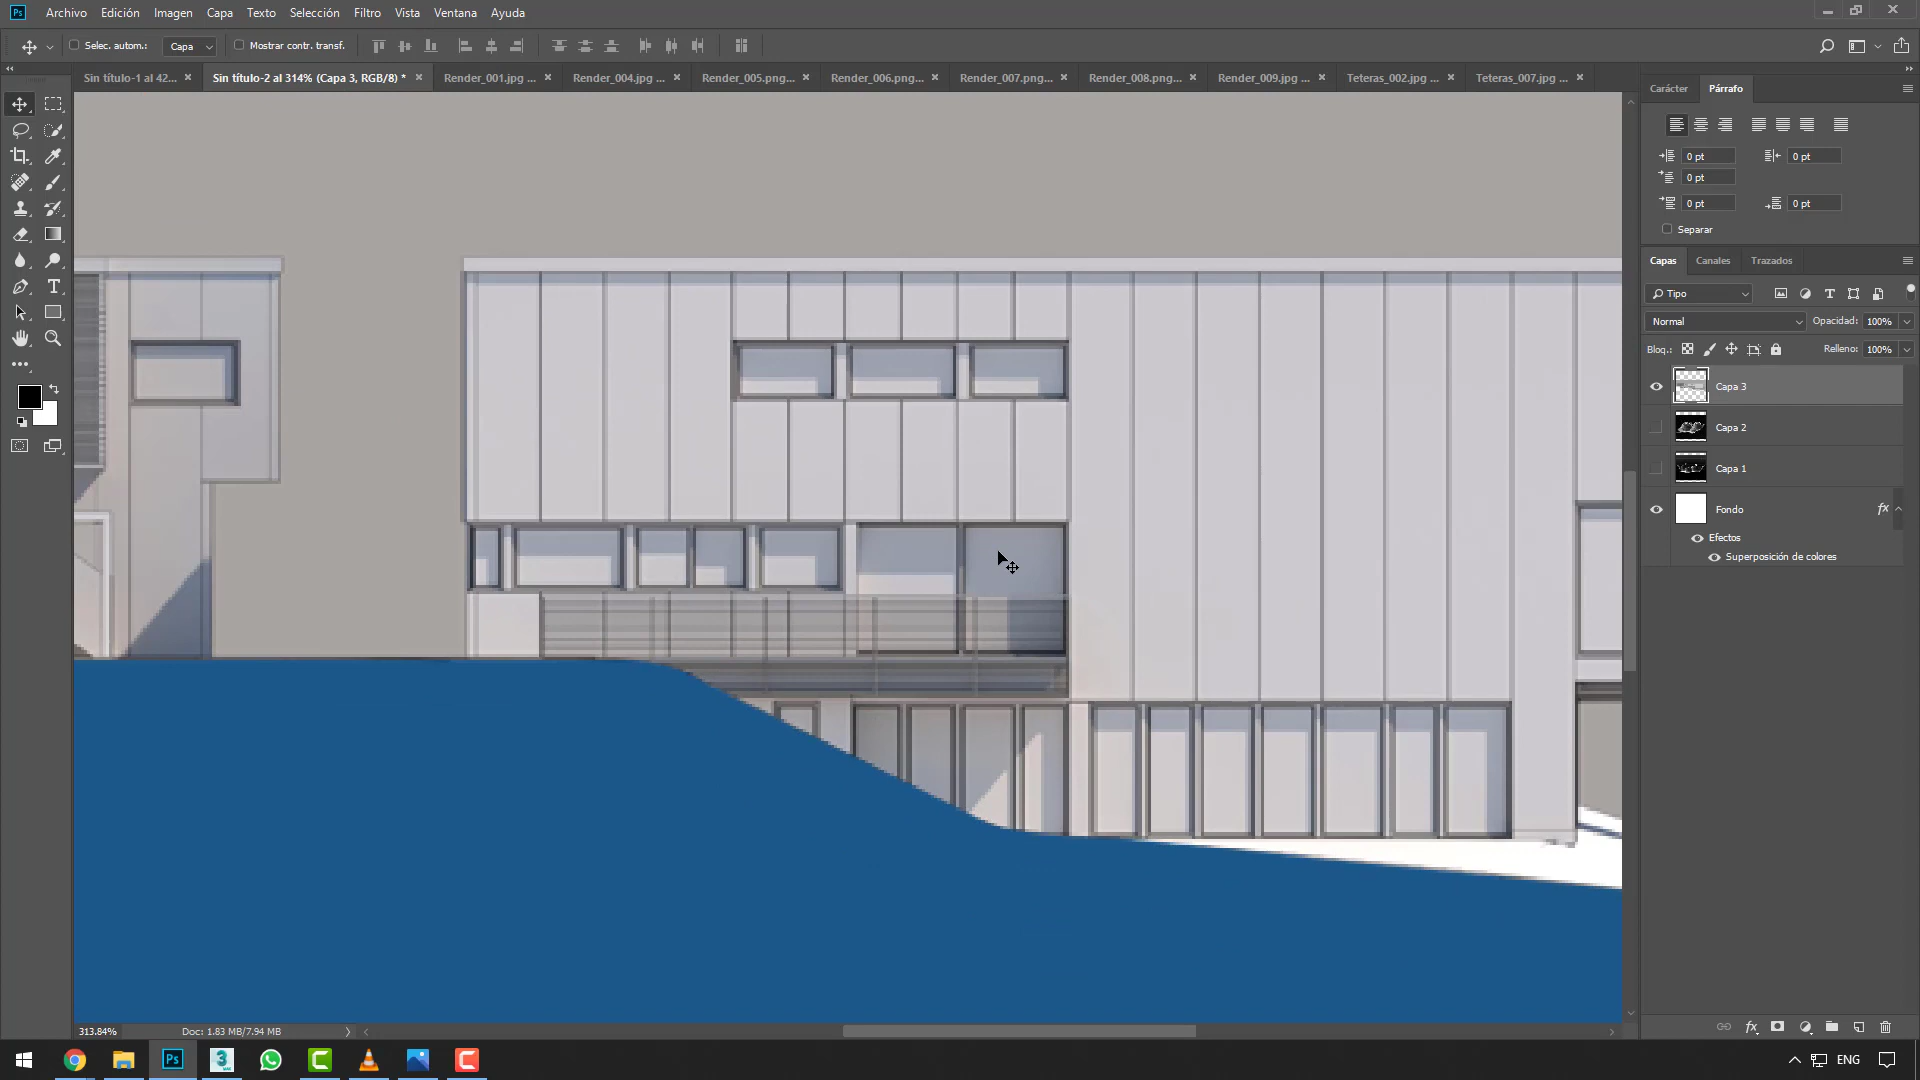 Ps Archivo Edición Imagen Capa Texto Selección Filtro Vista Ventana Ayuda
Selec. autom.: Capa Mostrar contr. transf.
Sin título-1 al 42... × Sin título-2 al 314% (Capa 3, RGB/8) * × Render_001.jpg ... × Render_004.jpg ... × Render_005.png... × Render_006.png... × Render_007.png... × Render_008.png... × Render_009.jpg ... × Teteras_002.jpg ... × Teteras_007.jpg ... ×
Carácter Párrafo
0 pt 0 pt
0 pt
0 pt 0 pt
Separar
Capas Canales Trazados
Tipo
Normal Opacidad: 100%
Bloq.: Relleno: 100%
Capa 3
Capa 2
Capa 1
Fondo fx
Efectos
Superposición de colores
313.84% Doc: 1.83 MB/7.94 MB
fx
Ps 3 C C
ENG